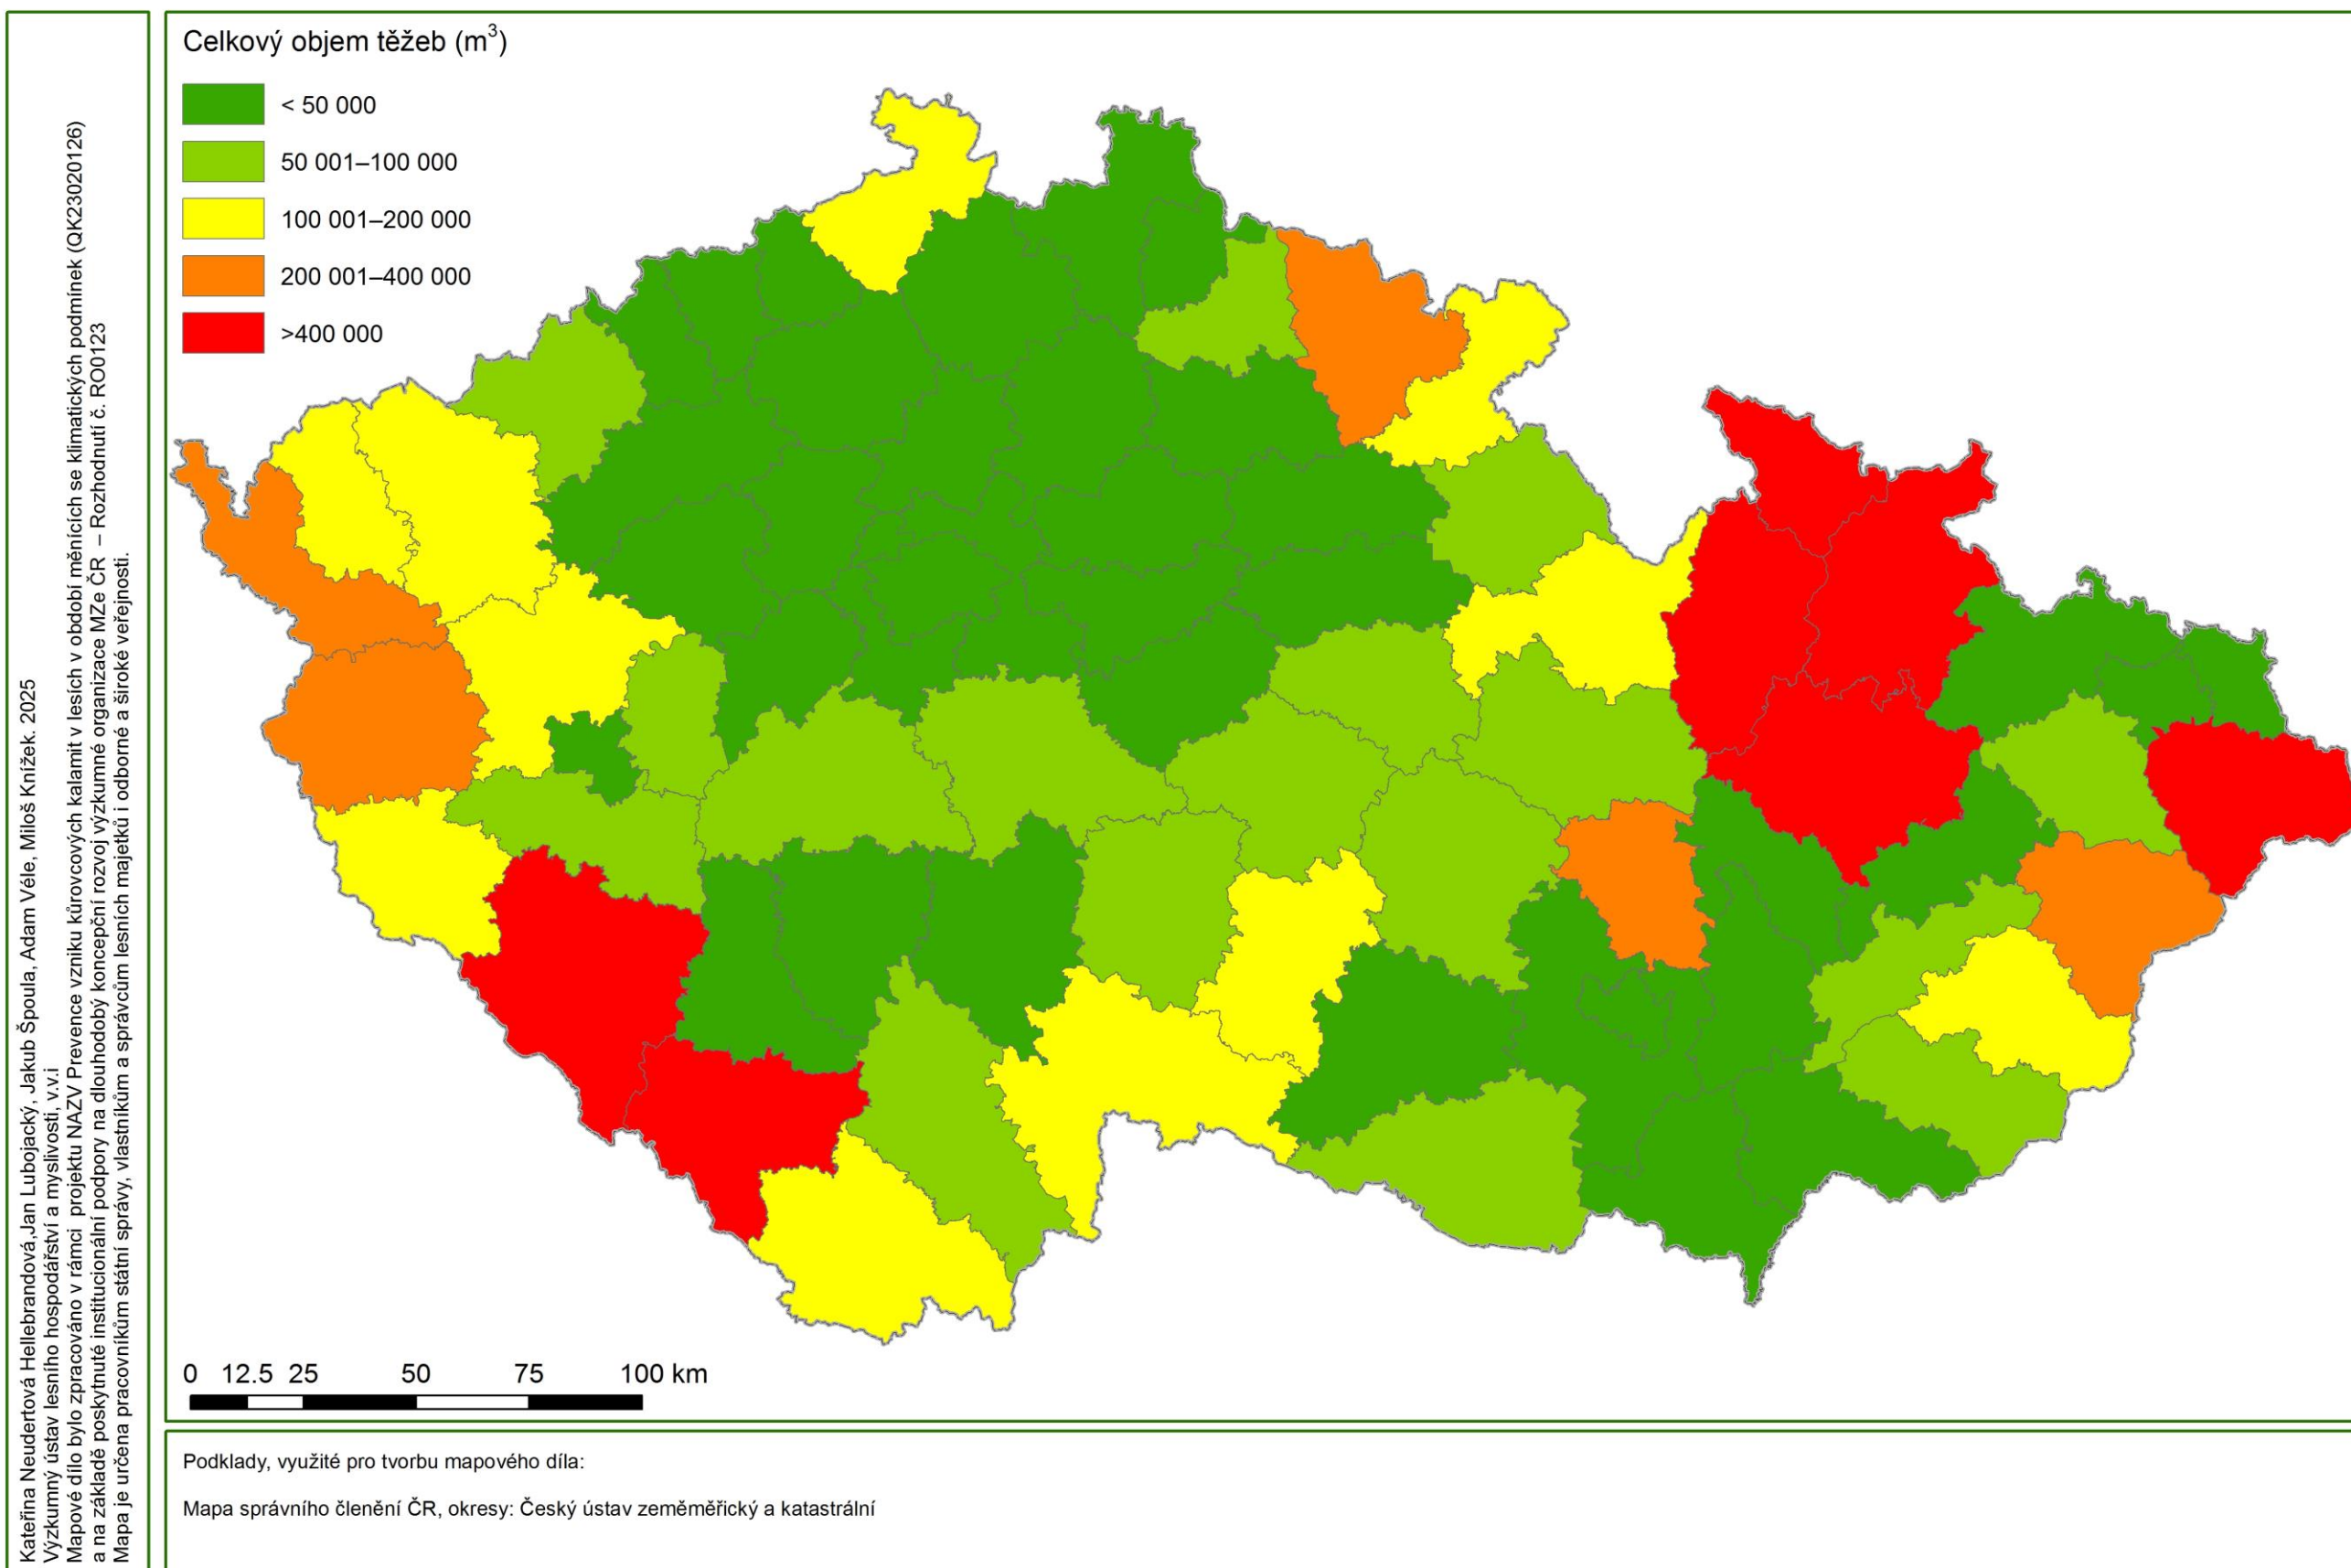 Celkový objem těžeb (m³)
< 50 000
50 001–100 000
100 001–200 000
200 001–400 000
>400 000
0 12.5 25 50 75 100 km
Podklady, využité pro tvorbu mapového díla:
Mapa správního členění ČR, okresy: Český ústav zeměměřický a katastrální
Kateřina Neudertová Hellebrandová,Jan Lubojacký, Jakub Špoula, Adam Véle, Miloš Knížek. 2025
Výzkumný ústav lesního hospodářství a myslivosti, v.v.i
Mapové dílo bylo zpracováno v rámci projektu NAZV Prevence vzniku kůrovcových kalamit v lesích v období měnících se klimatických podmínek (QK23020126)
a na základě poskytnuté institucionální podpory na dlouhodobý koncepční rozvoj výzkumné organizace MZe ČR – Rozhodnutí č. RO0123
Mapa je určena pracovníkům státní správy, vlastníkům a správcům lesních majetků i odborné a široké veřejnosti.